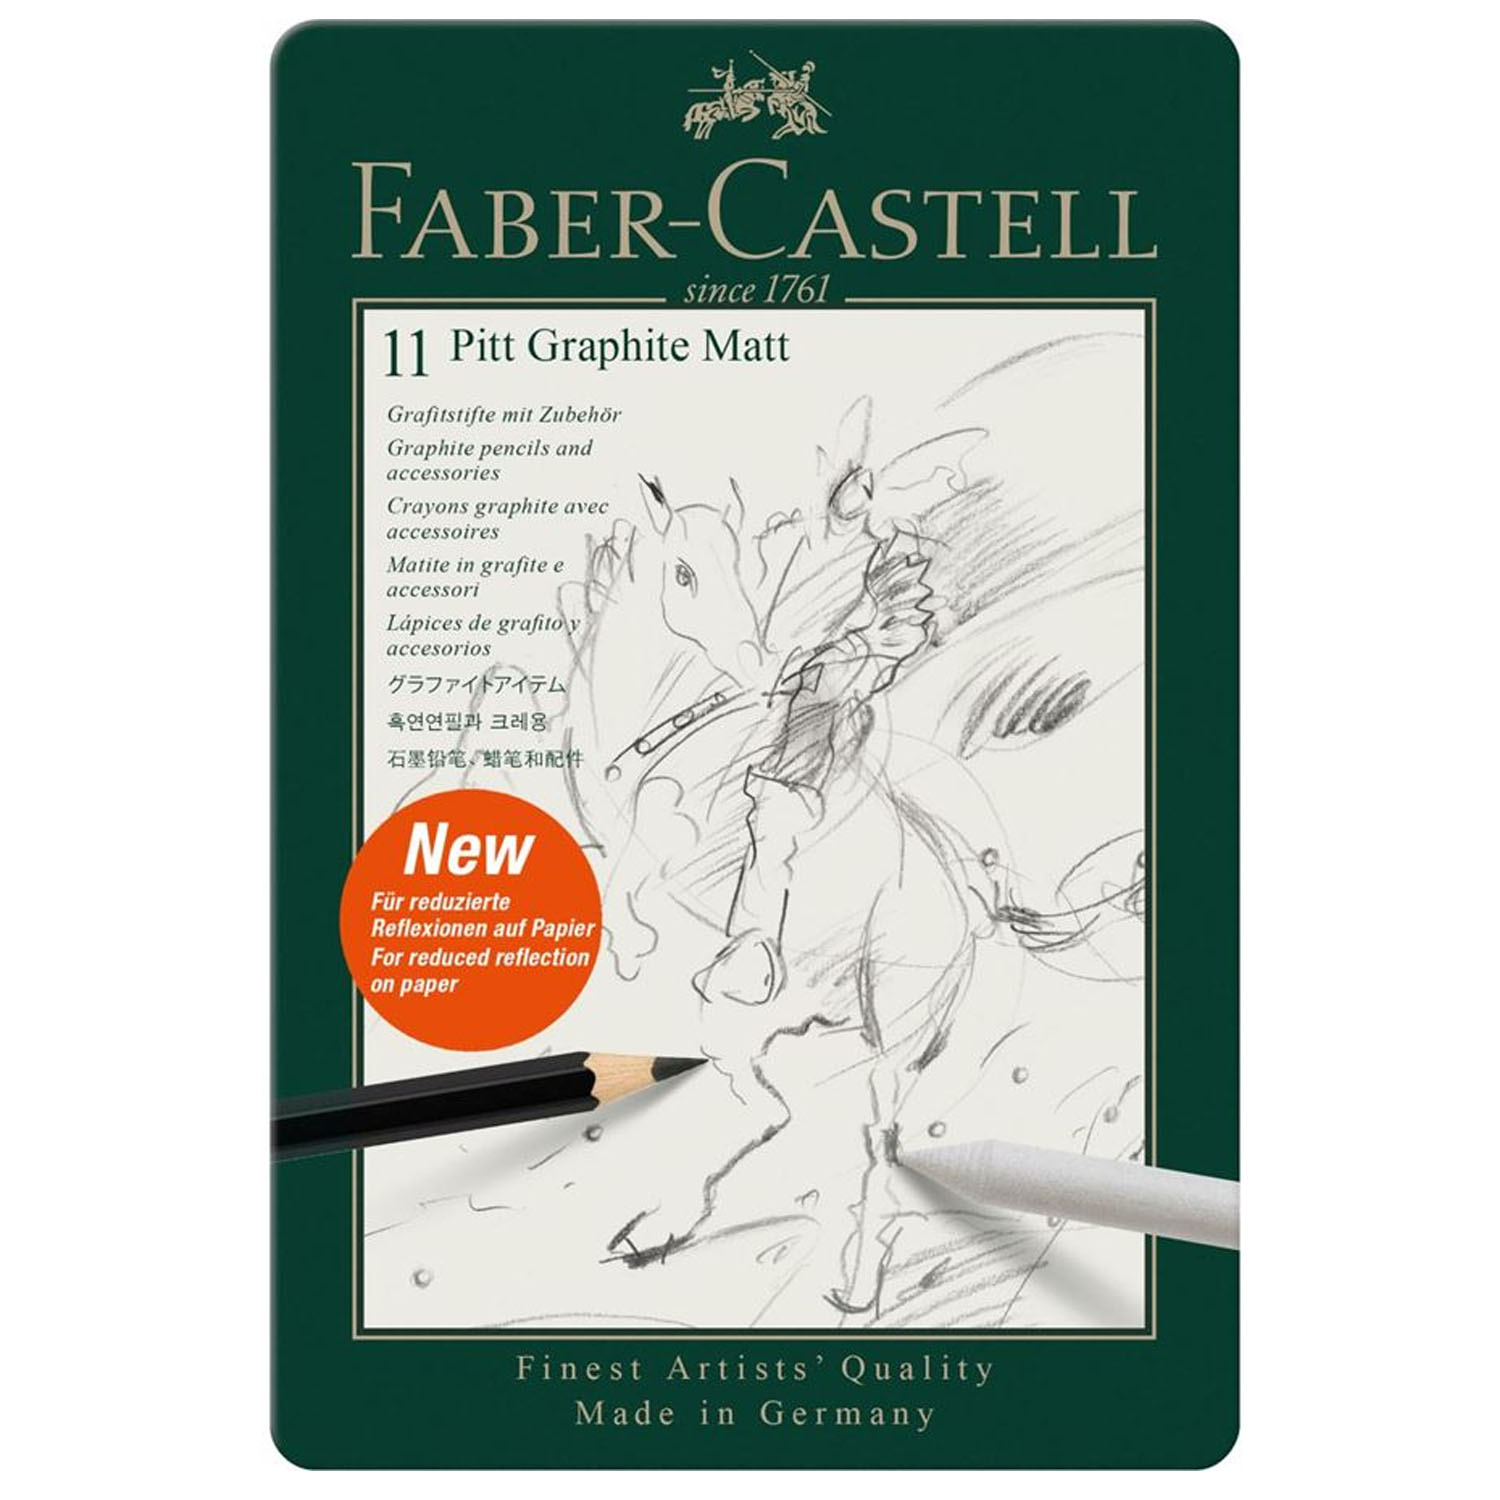 FABER-CASTELL
since 1761
11 Pitt Graphite Matt
Grafitstifte mit Zubehör
Graphite pencils and
accessories
Crayons graphite avec
accessoires
Matite in grafite e
accessori
Lápices de grafito y
accesorios
グラファイトアイテム
흑연연필과 크레용
石墨铅笔、蜡笔和配件
New
Für reduzierte
Reflexionen auf Papier
For reduced reflection
on paper
Finest Artists’ Quality
Made in Germany